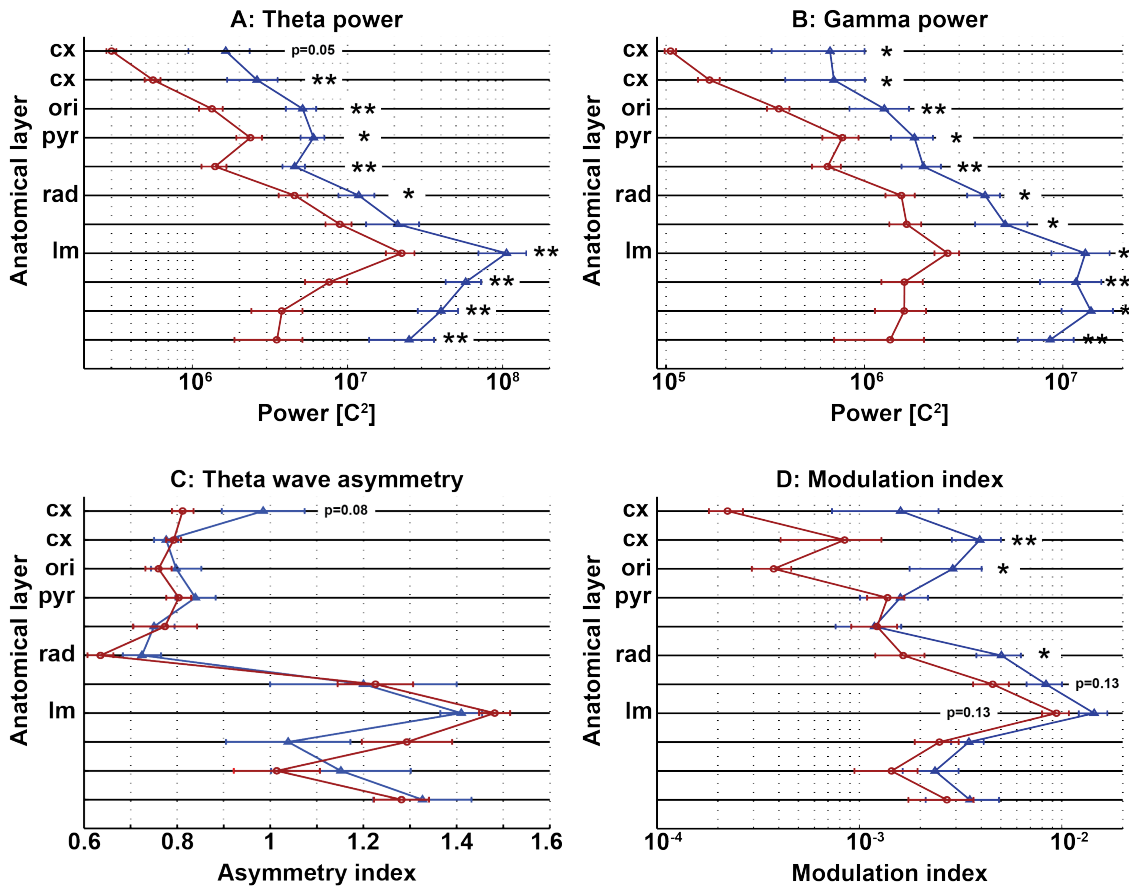 A: Theta power
cx
p=0.05
cx
**
ori
**
pyr
*
**
rad
*
lm
**
**
**
**
Anatomical layer
10⁶
10⁷
10⁸
Power [C²]
B: Gamma power
cx
*
cx
*
ori
**
pyr
*
**
rad
*
*
lm
*
**
*
**
Anatomical layer
10⁵
10⁶
10⁷
Power [C²]
C: Theta wave asymmetry
cx
p=0.08
cx
ori
pyr
rad
lm
Anatomical layer
0.6
0.8
1
1.2
1.4
1.6
Asymmetry index
D: Modulation index
cx
cx
**
ori
*
pyr
rad
*
p=0.13
lm
p=0.13
Anatomical layer
10⁻⁴
10⁻³
10⁻²
Modulation index